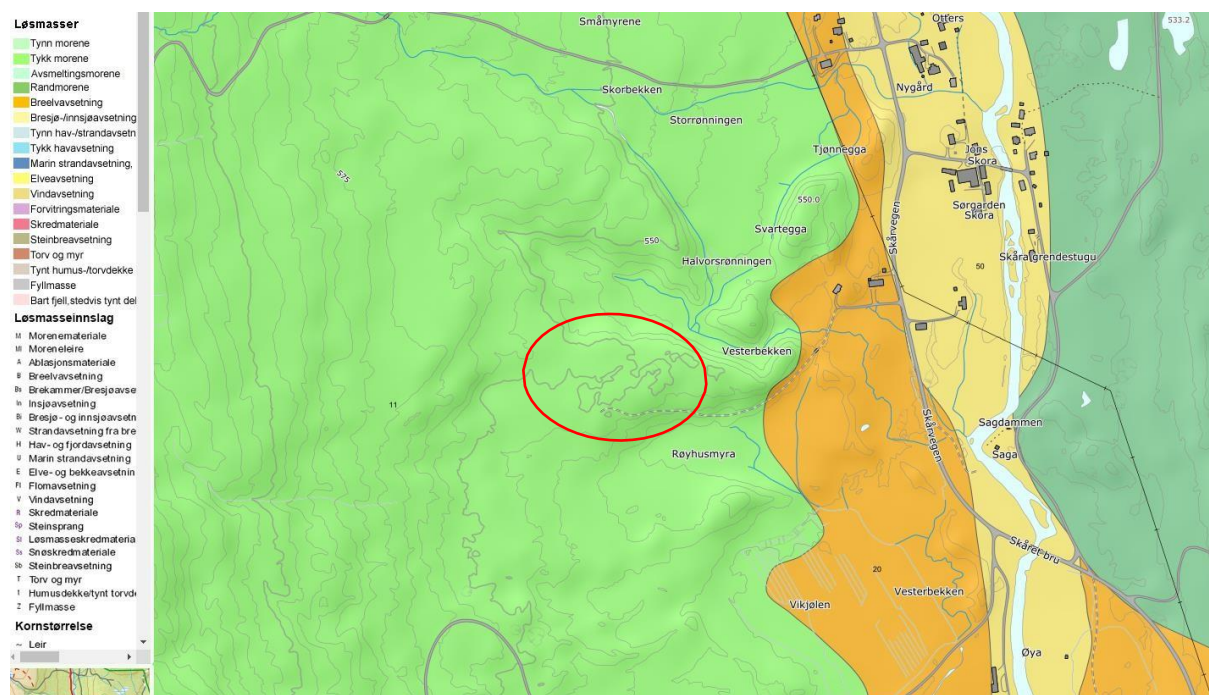 Løsmasser
Tynn morene
Tykk morene
Avsmeltingsmorene
Randmorene
Breelvavsetning
Bresjø-/innsjøavsetning
Tynn hav-/strandavsetn
Tykk havavsetning
Marin strandavsetning,
Elveavsetning
Vindavsetning
Forvitringsmateriale
Skredmateriale
Steinbreavsetning
Torv og myr
Tynt humus-/torvdekke
Fyllmasse
Bart fjell,stedvis tynt del
Løsmasseinnslag
M Morenemateriale
Ml Moreneleire
A Ablasjonsmateriale
B Breelvavsetning
Bs Brekammer/Bresjøavse
In Insjøavsetning
Bi Bresjø- og innsjøavsetn
W Strandavsetning fra bre
H Hav- og fjordavsetning
U Marin strandavsetning
E Elve- og bekkeavsetnin
Fl Flomavsetning
V Vindavsetning
R Skredmateriale
Sp Steinsprang
Sl Løsmasseskredmateria
Ss Snøskredmateriale
Sb Steinbreavsetning
T Torv og myr
t Humusdekke/tynt torvde
Z Fyllmasse
Kornstørrelse
~ Leir
Småmyrene
Otters
533.2
Skorbekken
Nygård
Storrønningen
Tjønnegga
Jons
Skora
575
550.0
Sørgarden
Skora
Svartegga
Skårvegen
550
Halvorsrønningen
Skåra grendestugu
50
Vesterbekken
11
Skårvegen
Sagdammen
Saga
Røyhusmyra
Skåret bru
20
Vesterbekken
Vikjølen
Øya